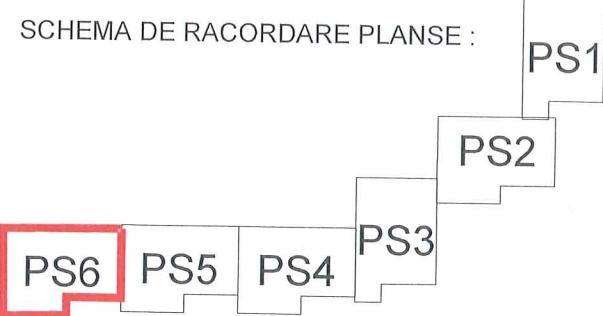 SCHEMA DE RACORDARE PLANSE :
PS1
PS2
PS3
PS6 PS5 PS4